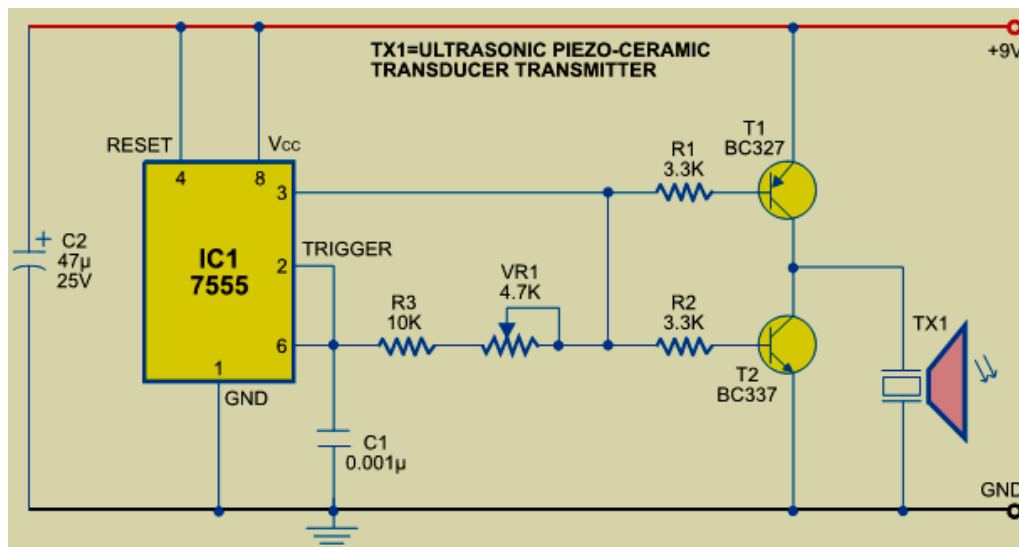 TX1=ULTRASONIC PIEZO-CERAMIC
TRANSDUCER TRANSMITTER
+9V
RESET
Vcc
4
8
3
T1
BC327
R1
3.3K
C2
47µ
25V
+
IC1
7555
TRIGGER
2
6
1
GND
R3
10K
VR1
4.7K
R2
3.3K
T2
BC337
TX1
C1
0.001µ
GND